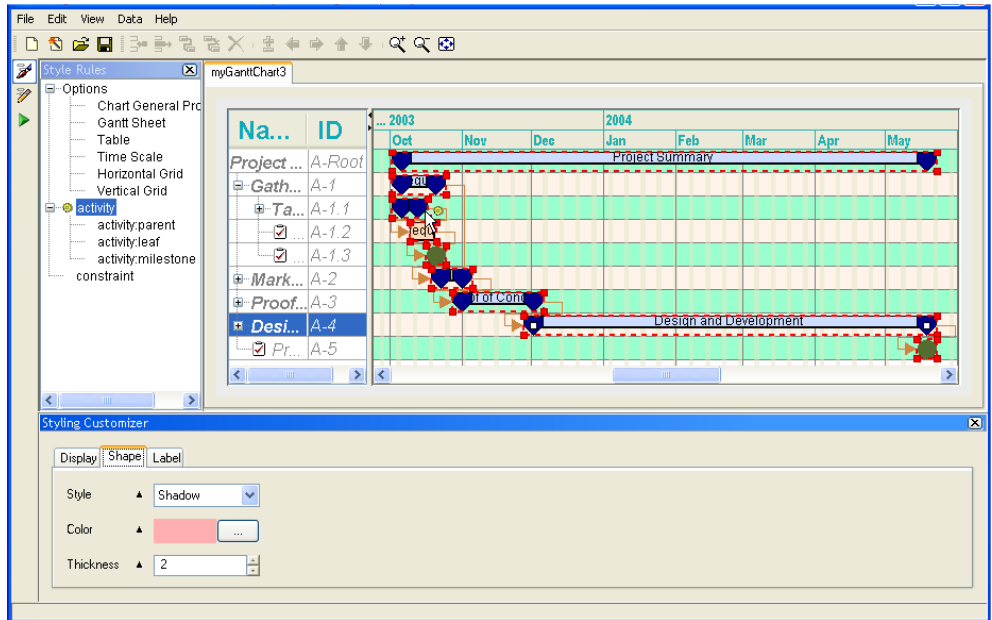 File Edit View Data Help
Style Rules
myGanttChart3
Options
Chart General Pro
Gantt Sheet
Table
Time Scale
Horizontal Grid
Vertical Grid
activity
activity:parent
activity:leaf
activity:milestone
constraint
Na... ID
... 2003 2004
Oct Nov Dec Jan Feb Mar Apr May
Project ... A-Root Project Summary
Gath... A-1
Ta... A-1.1
... A-1.2
... A-1.3
Mark... A-2
Proof... A-3 of Conc
Desi... A-4 Design and Development
Pr... A-5
Styling Customizer
Display Shape Label
Style Shadow
Color ...
Thickness 2